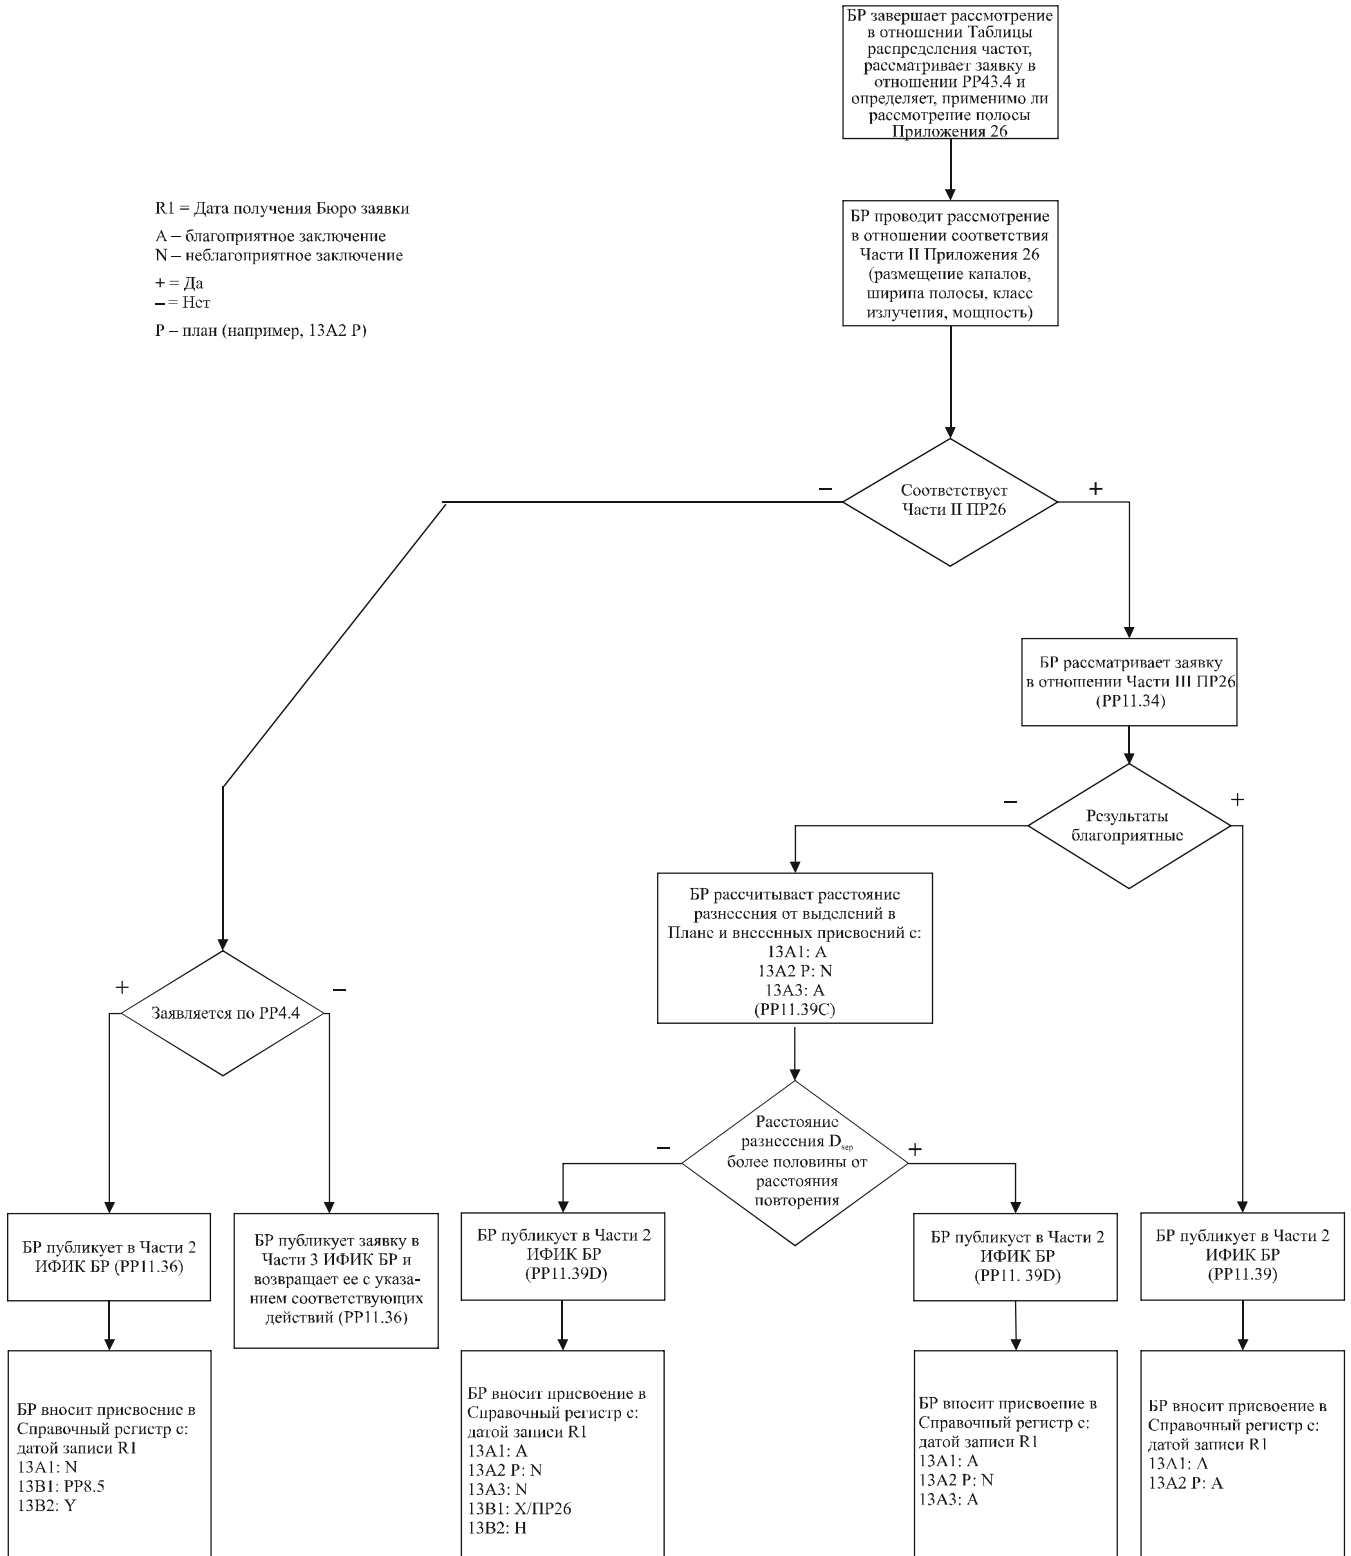 БР завершает рассмотрение
в отношении Таблицы
распределения частот,
рассматривает заявку в
отношении РР43.4 и
определяет, применимо ли
рассмотрение полосы
Приложения 26
R1 = Дата получения Бюро заявки
A – благоприятное заключение
N – неблагоприятное заключение
+ = Да
– = Нет
P – план (например, 13A2 P)
БР проводит рассмотрение
в отношении соответствия
Части II Приложения 26
(размещение каналов,
ширина полосы, класс
излучения, мощность)
–
+
Соответствует
Части II ПР26
БР рассматривает заявку
в отношении Части III ПР26
(РР11.34)
–
+
Результаты
благоприятные
БР рассчитывает расстояние
разнесения от выделений в
Плане и внесенных присвоений с:
13A1: A
13A2 P: N
13A3: A
(РР11.39C)
+
–
Заявляется по РР4.4
–
+
Расстояние
разнесения Dsep
более половины от
расстояния
повторения
БР публикует в Части 2
ИФИК БР (РР11.36)
БР публикует заявку в
Части 3 ИФИК БР и
возвращает ее с указа-
нием соответствующих
действий (РР11.36)
БР публикует в Части 2
ИФИК БР
(РР11.39D)
БР публикует в Части 2
ИФИК БР
(РР11. 39D)
БР публикует в Части 2
ИФИК БР
(РР11.39)
БР вносит присвоение в
Справочный регистр с:
датой записи R1
13A1: N
13B1: РР8.5
13B2: Y
БР вносит присвоение в
Справочный регистр с:
датой записи R1
13A1: A
13A2 P: N
13A3: N
13B1: X/ПР26
13B2: H
БР вносит присвоение в
Справочный регистр с:
датой записи R1
13A1: A
13A2 P: N
13A3: A
БР вносит присвоение в
Справочный регистр с:
датой записи R1
13A1: A
13A2 P: A